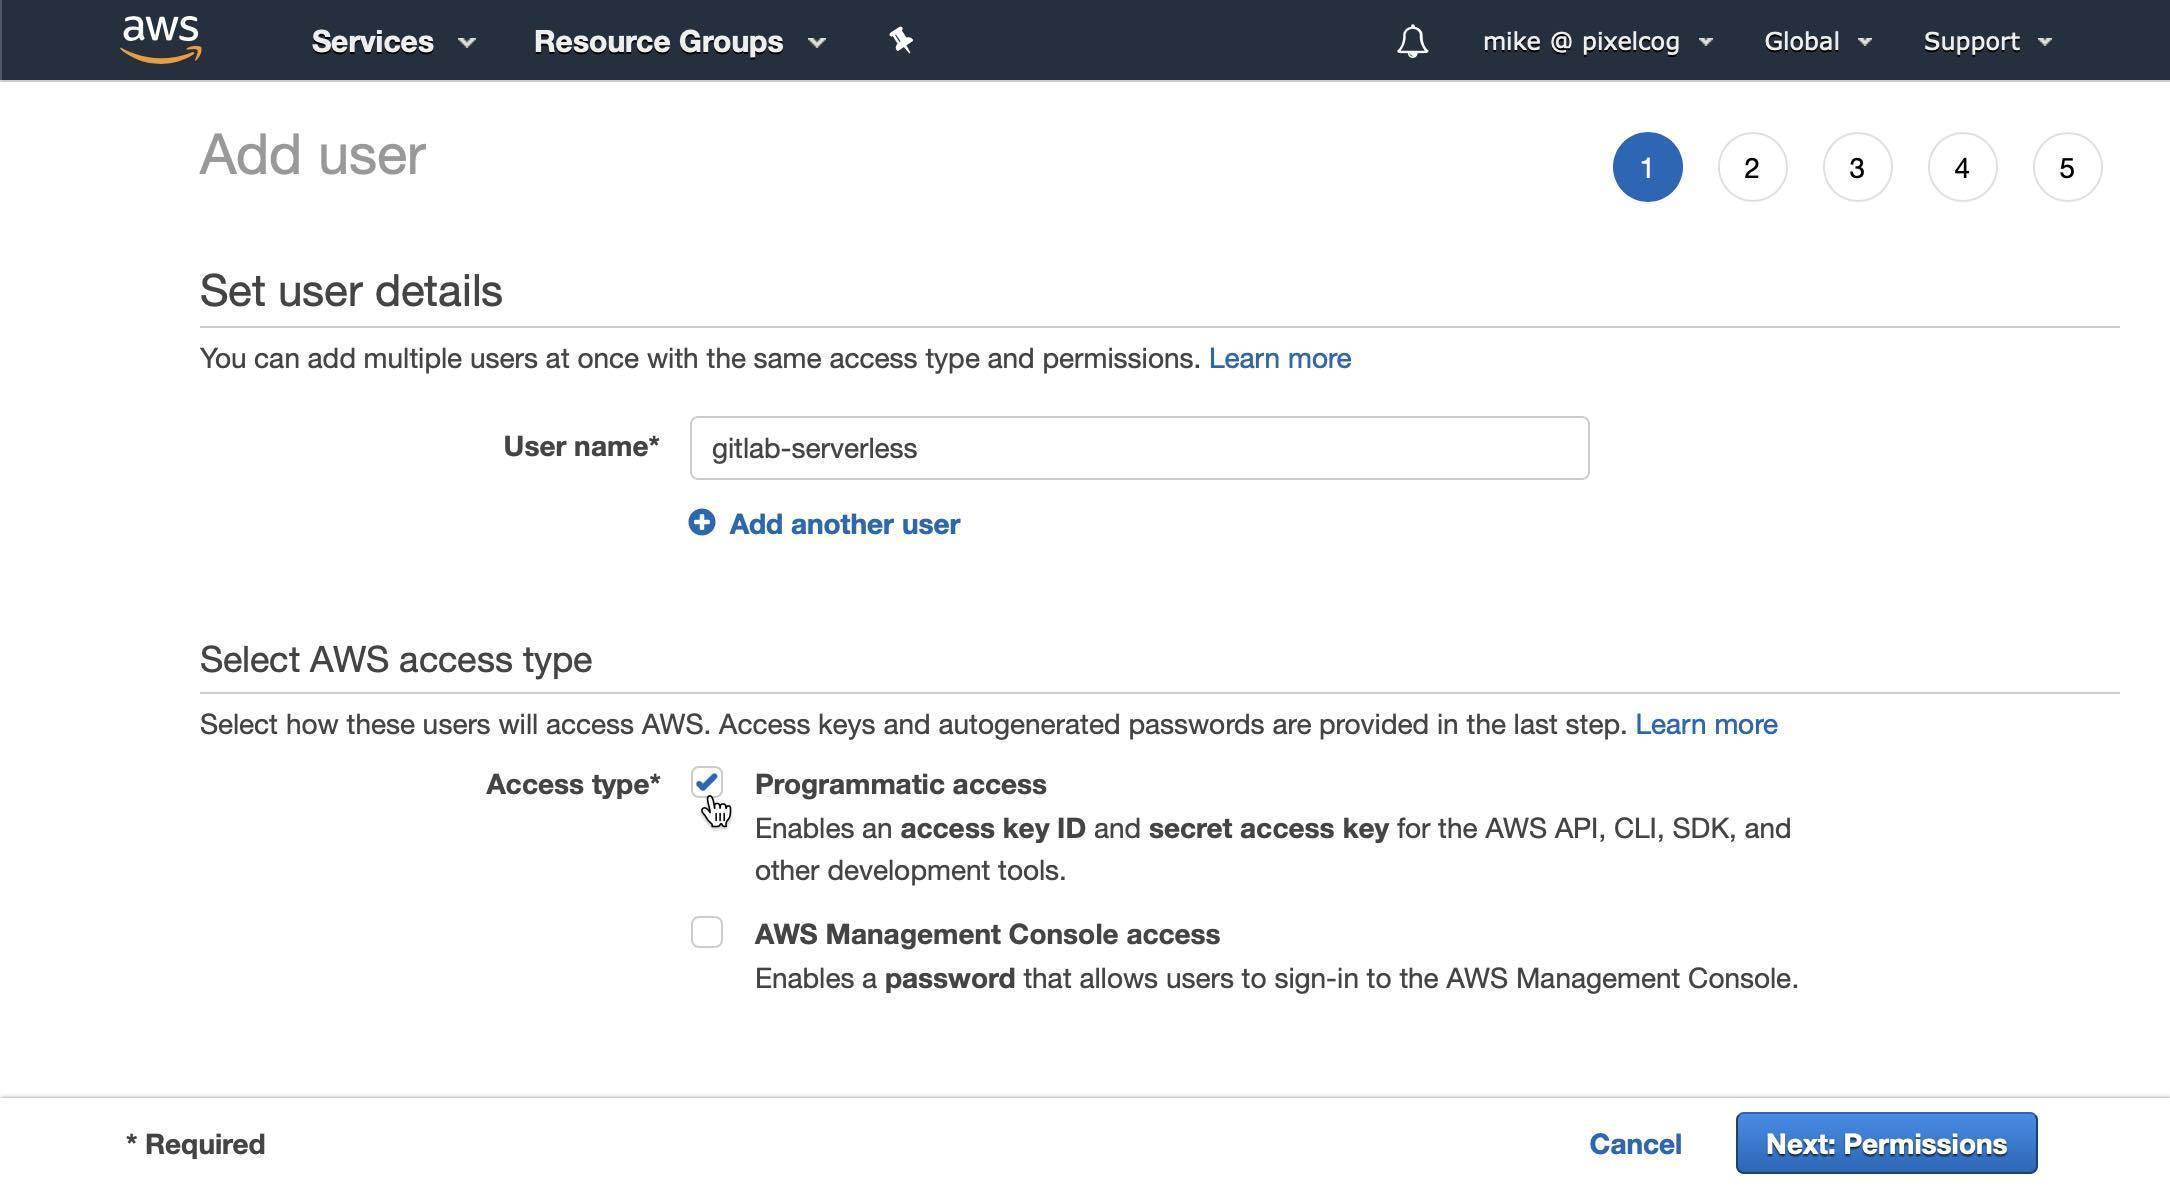 aws Services Resource Groups mike @ pixelcog Global Support
Add user 1 2 3 4 5
Set user details
You can add multiple users at once with the same access type and permissions. Learn more
User name* gitlab-serverless
Add another user
Select AWS access type
Select how these users will access AWS. Access keys and autogenerated passwords are provided in the last step. Learn more
Access type* Programmatic access
Enables an access key ID and secret access key for the AWS API, CLI, SDK, and
other development tools.
AWS Management Console access
Enables a password that allows users to sign-in to the AWS Management Console.
* Required Cancel Next: Permissions